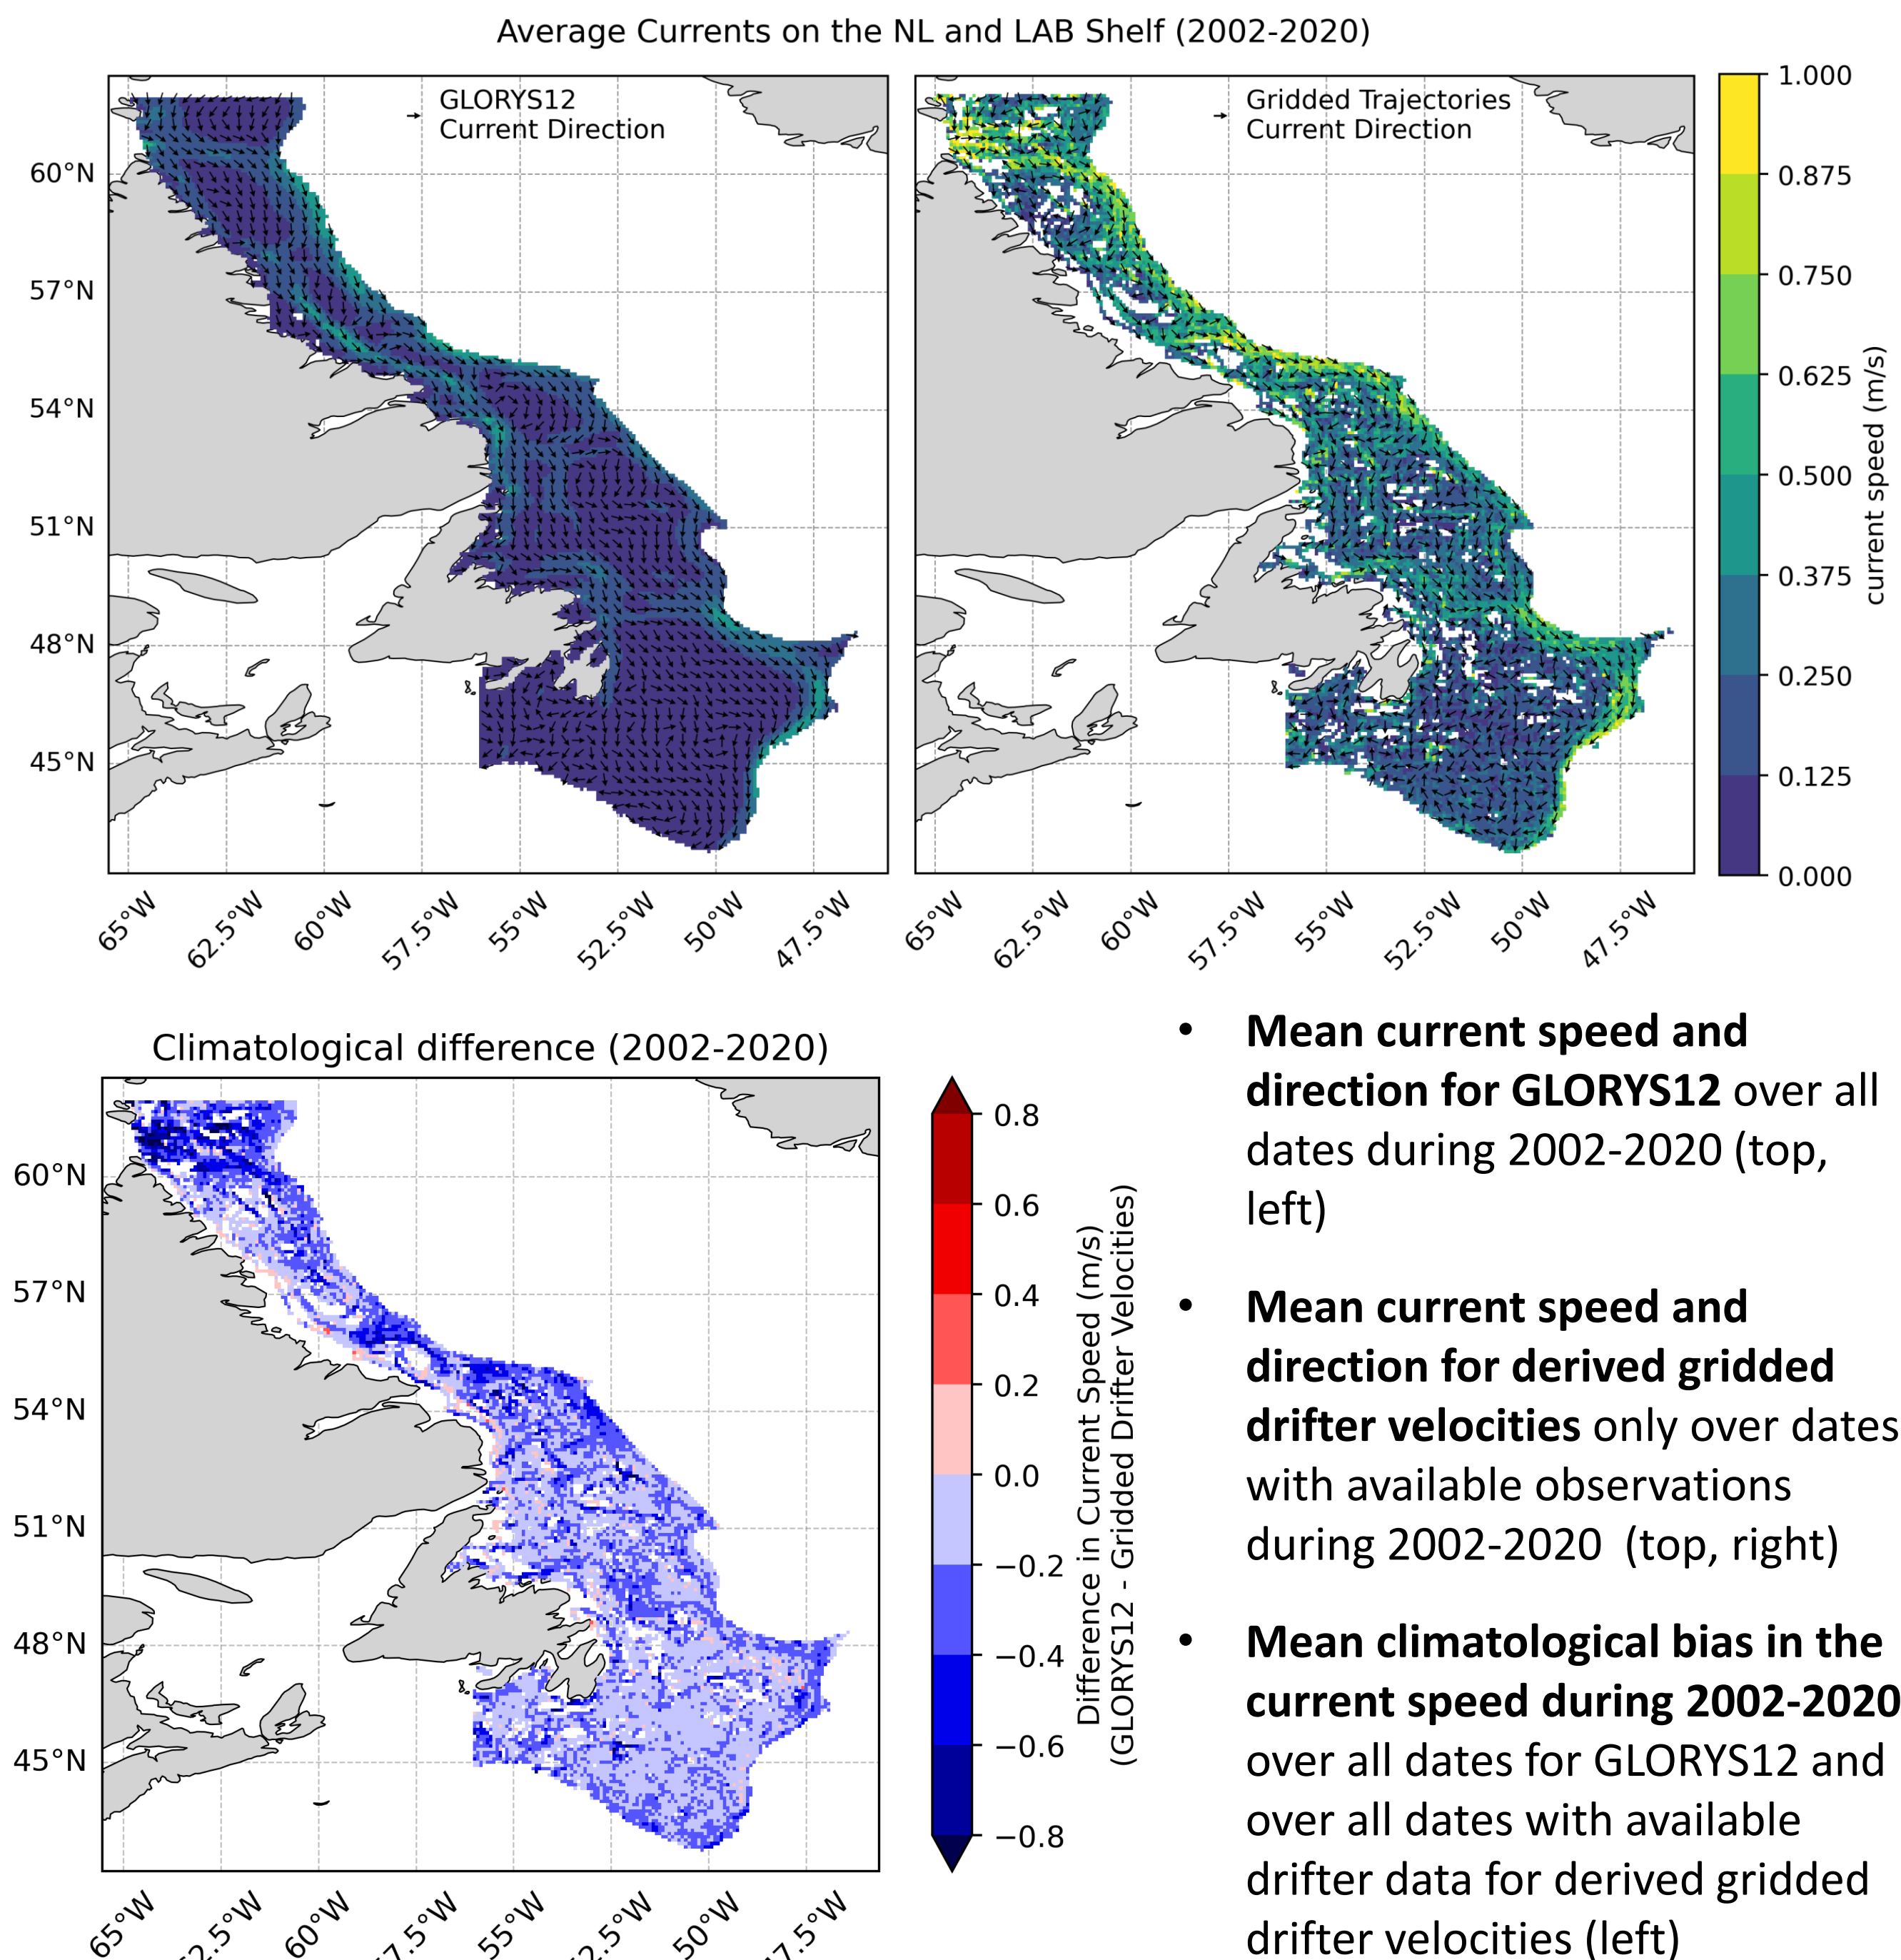 Average Currents on the NL and LAB Shelf (2002-2020)
GLORYS12
Current Direction
Gridded Trajectories
Current Direction
60°N
57°N
54°N
51°N
48°N
45°N
65°W
62.5°W
60°W
57.5°W
55°W
52.5°W
50°W
47.5°W
65°W
62.5°W
60°W
57.5°W
55°W
52.5°W
50°W
47.5°W
1.000
0.875
0.750
0.625
0.500
0.375
0.250
0.125
0.000
current speed (m/s)
Climatological difference (2002-2020)
60°N
57°N
54°N
51°N
48°N
45°N
65°W
2.5°W
60°W
7.5°W
55°W
2.5°W
50°W
7.5°W
0.8
0.6
0.4
0.2
0.0
−0.2
−0.4
−0.6
−0.8
Difference in Current Speed (m/s)
(GLORYS12 - Gridded Drifter Velocities)
• Mean current speed and
direction for GLORYS12 over all
dates during 2002-2020 (top,
left)
• Mean current speed and
direction for derived gridded
drifter velocities only over dates
with available observations
during 2002-2020 (top, right)
• Mean climatological bias in the
current speed during 2002-2020
over all dates for GLORYS12 and
over all dates with available
drifter data for derived gridded
drifter velocities (left)